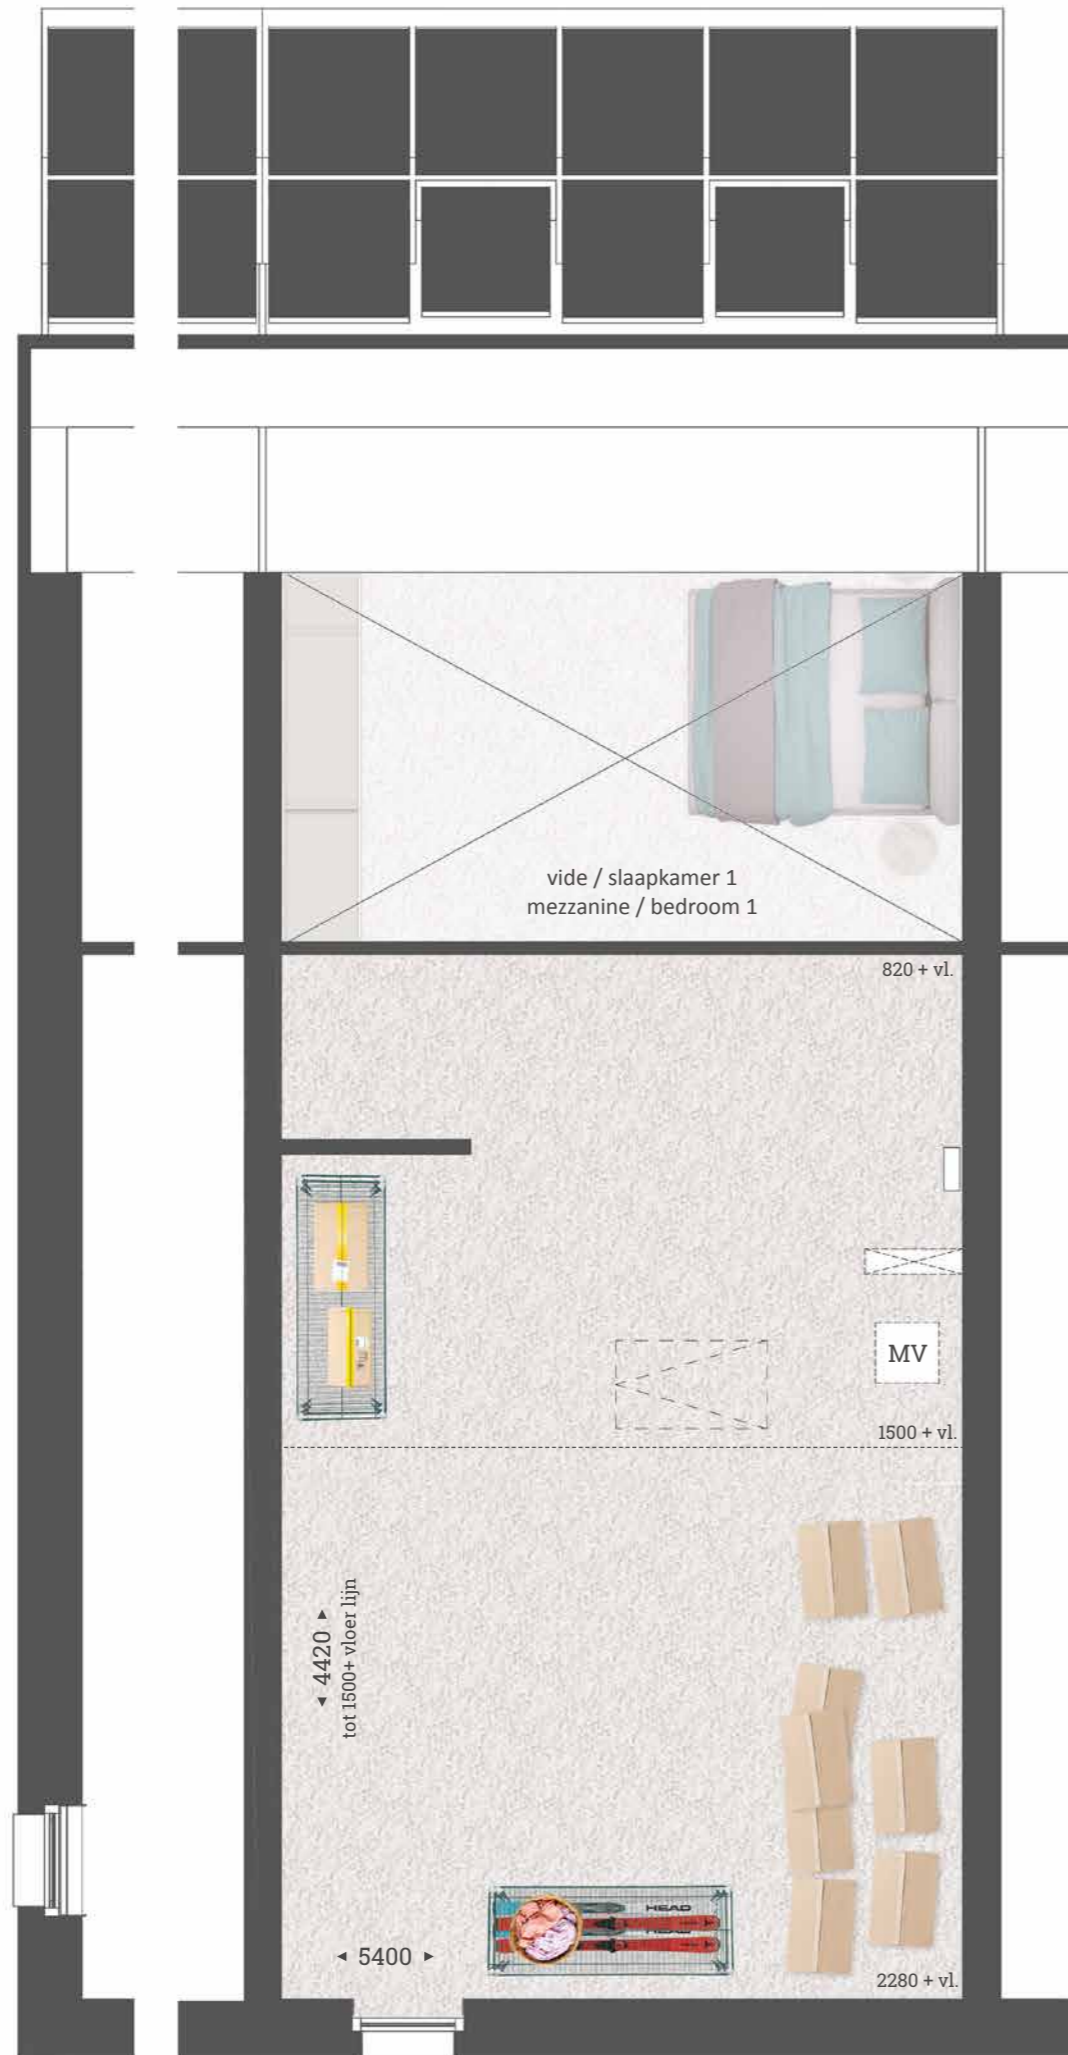 vide / slaapkamer 1
mezzanine / bedroom 1
820 + vl.
MV
1500 + vl.
◄ 4420 ►
tot 1500+ vloer lijn
HEAD
HEAD
◄ 5400 ►
2280 + vl.